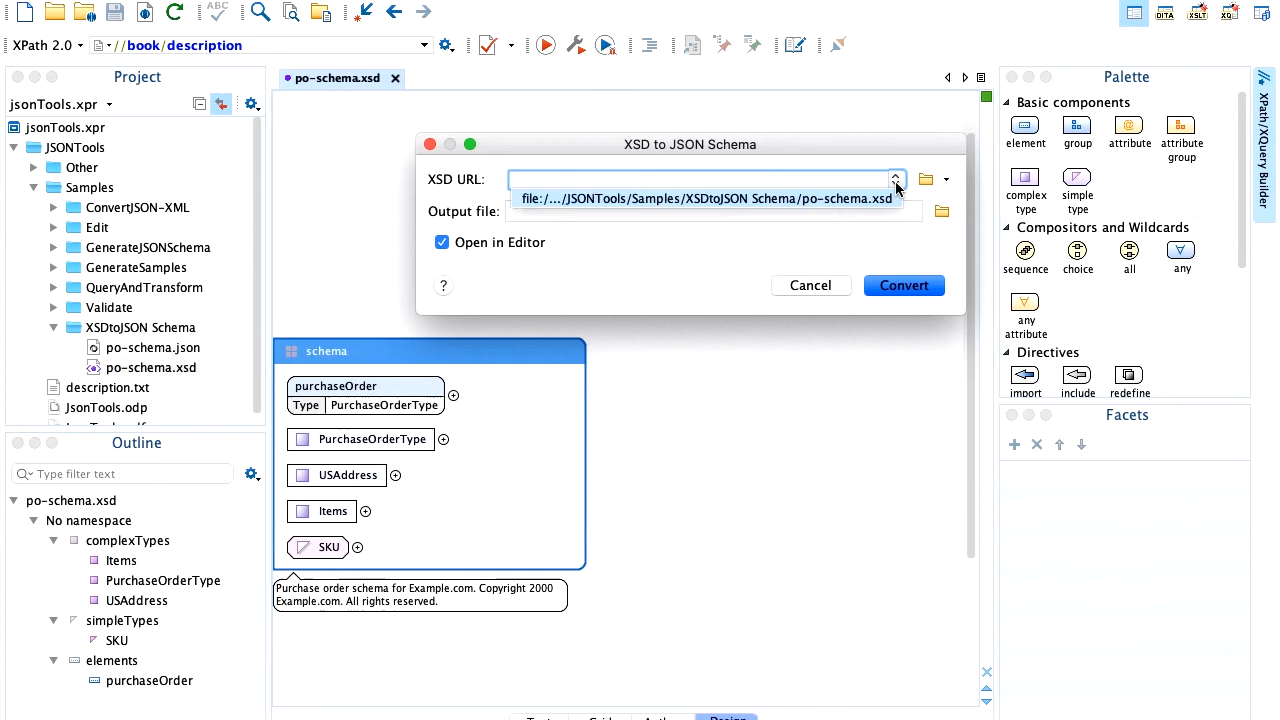 ABC
DITA
XSLT
XQ
XPath 2.0
//book/description
Project
po-schema.xsd
XSD to JSON Schema
Palette
jsonTools.xpr
jsonTools.xpr
JSONTools
Other
Samples
ConvertJSON-XML
Edit
GenerateJSONSchema
GenerateSamples
QueryAndTransform
Validate
XSDtoJSON Schema
po-schema.json
po-schema.xsd
description.txt
JsonTools.odp
XSD URL:
file:/.../JSONTools/Samples/XSDtoJSON Schema/po-schema.xsd
Output file:
Open in Editor
?
Cancel
Convert
schema
purchaseOrder
Type PurchaseOrderType
PurchaseOrderType
USAddress
Items
SKU
Purchase order schema for Example.com. Copyright 2000
Example.com. All rights reserved.
Basic components
element
group
attribute
attribute
group
complex
type
simple
type
Compositors and Wildcards
sequence
choice
all
any
any
attribute
Directives
import
include
redefine
XPath/XQuery Builder
Facets
Outline
Type filter text
po-schema.xsd
No namespace
complexTypes
Items
PurchaseOrderType
USAddress
simpleTypes
SKU
elements
purchaseOrder